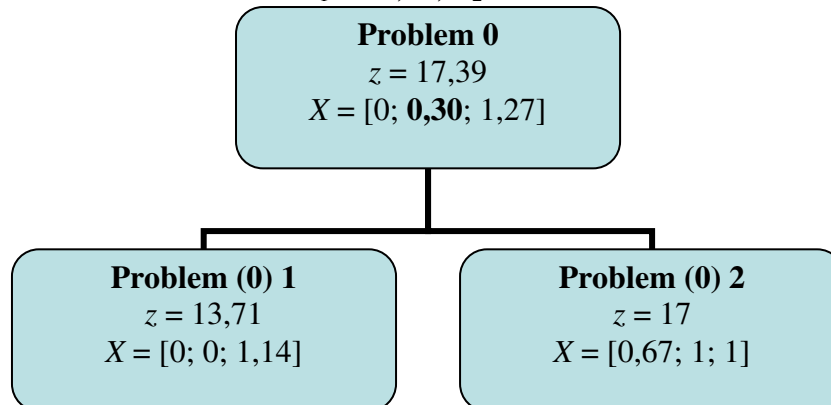 Problem 0
z = 17,39
X = [0; 0,30; 1,27]
Problem (0) 1
z = 13,71
X = [0; 0; 1,14]
Problem (0) 2
z = 17
X = [0,67; 1; 1]